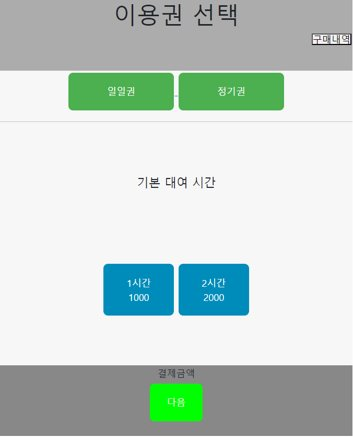 이용권 선택
구매내역
일일권 정기권
기본 대여 시간
1시간 2시간
1000 2000
결제금액
다음